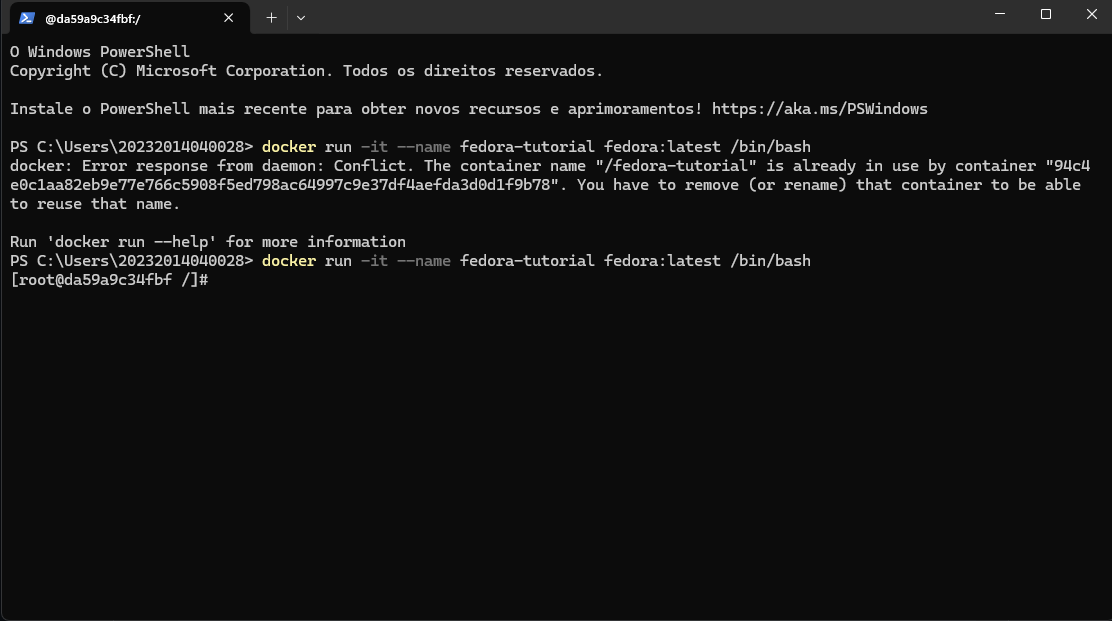 @da59a9c34fbf:/
O Windows PowerShell
Copyright (C) Microsoft Corporation. Todos os direitos reservados.
Instale o PowerShell mais recente para obter novos recursos e aprimoramentos! https://aka.ms/PSWindows
PS C:\Users\20232014040028> docker run -it --name fedora-tutorial fedora:latest /bin/bash
docker: Error response from daemon: Conflict. The container name "/fedora-tutorial" is already in use by container "94c4
e0c1aa82eb9e77e766c5908f5ed798ac64997c9e37df4aefda3d0d1f9b78". You have to remove (or rename) that container to be able
to reuse that name.
Run 'docker run --help' for more information
PS C:\Users\20232014040028> docker run -it --name fedora-tutorial fedora:latest /bin/bash
[root@da59a9c34fbf /]#